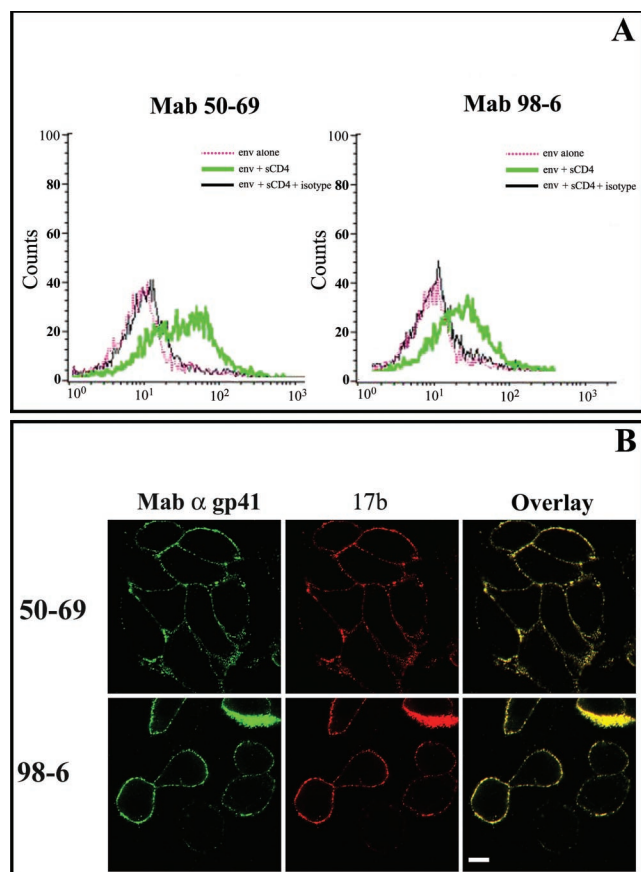 A
Mab 50-69
Mab 98-6
100
80
60
40
20
0
Counts
env alone
env + sCD4
env + sCD4 + isotype
10⁰ 10¹ 10² 10³
100
80
60
40
20
0
Counts
env alone
env + sCD4
env + sCD4 + isotype
10⁰ 10¹ 10² 10³
B
Mab α gp41 17b Overlay
50-69
98-6